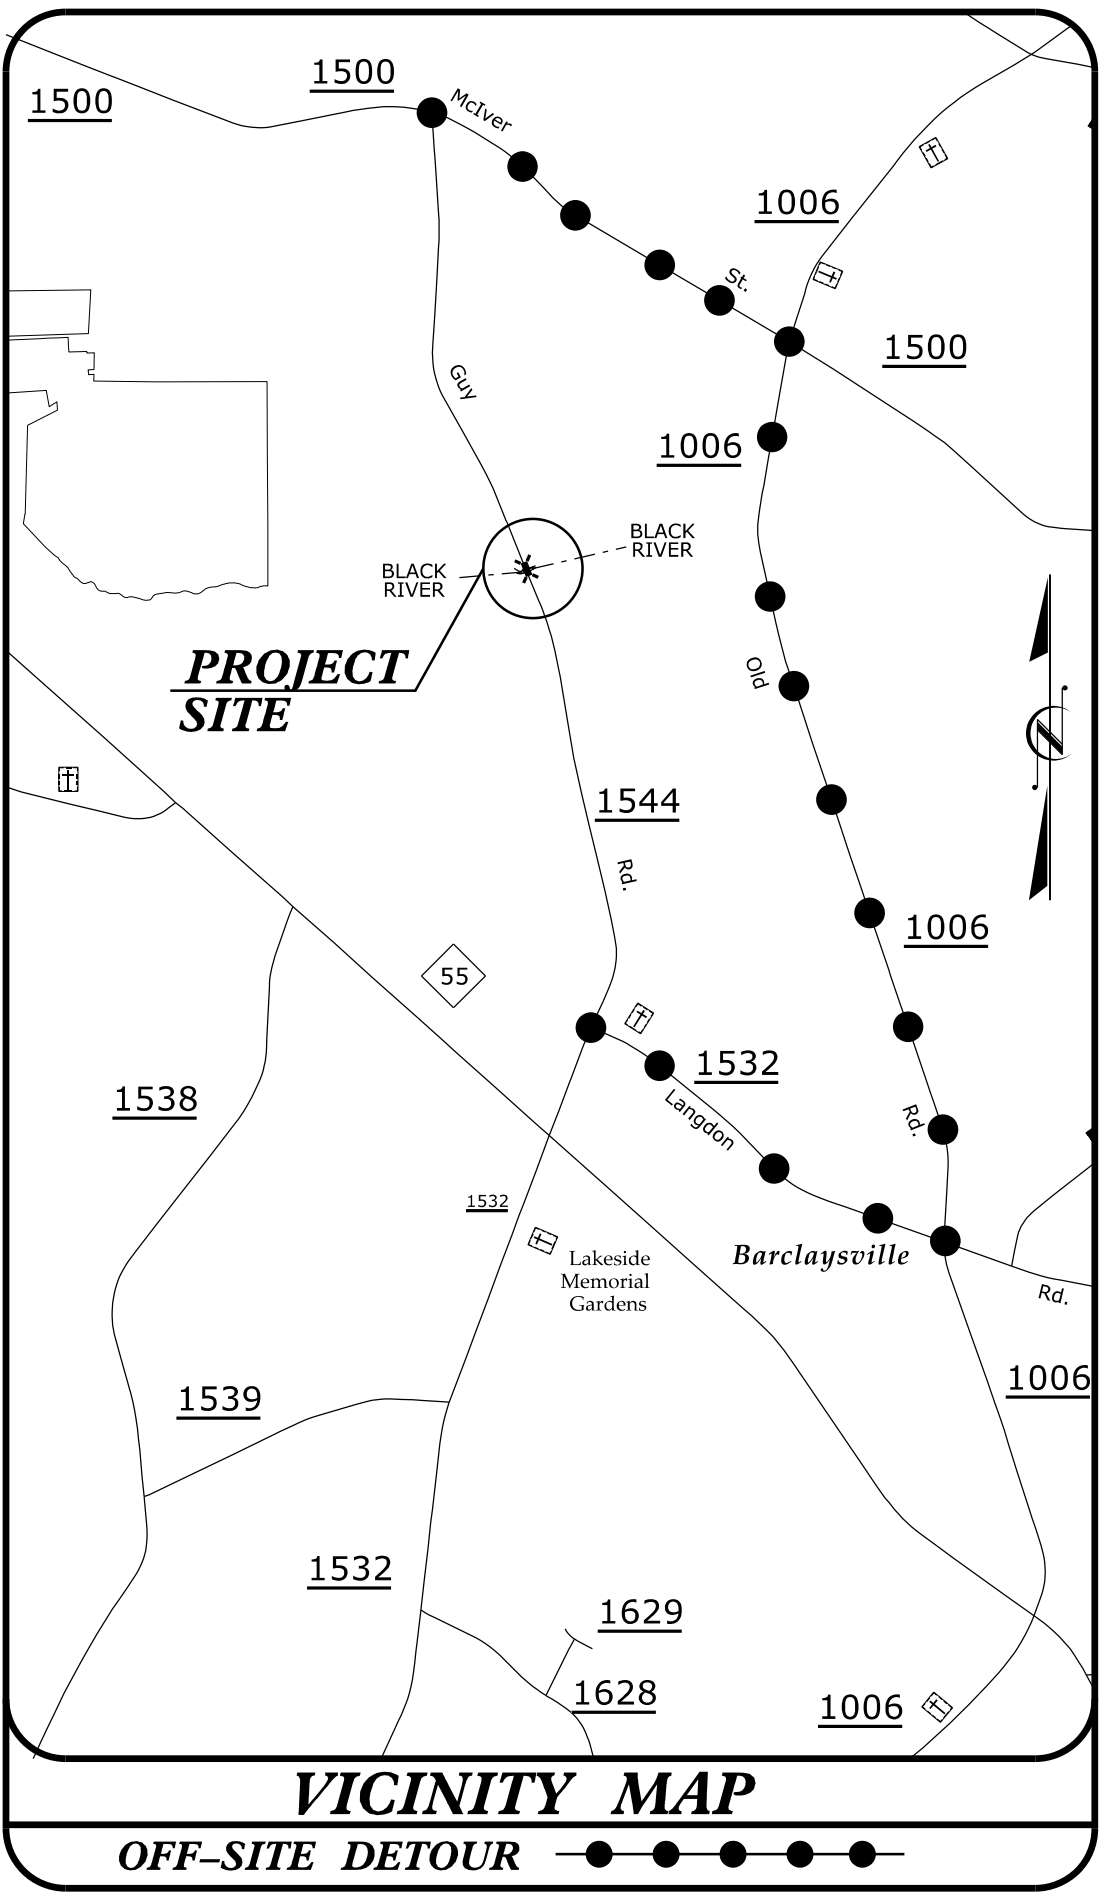 1500
1500
McIver
1006
St.
1500
Guy
1006
BLACK
RIVER
BLACK
RIVER
PROJECT
SITE
Old
N
1544
Rd.
1006
55
1532
Langdon
1538
Rd.
1532
Barclaysville
Lakeside
Memorial
Gardens
Rd.
1006
1539
1532
1629
1628
1006
VICINITY MAP
OFF-SITE DETOUR